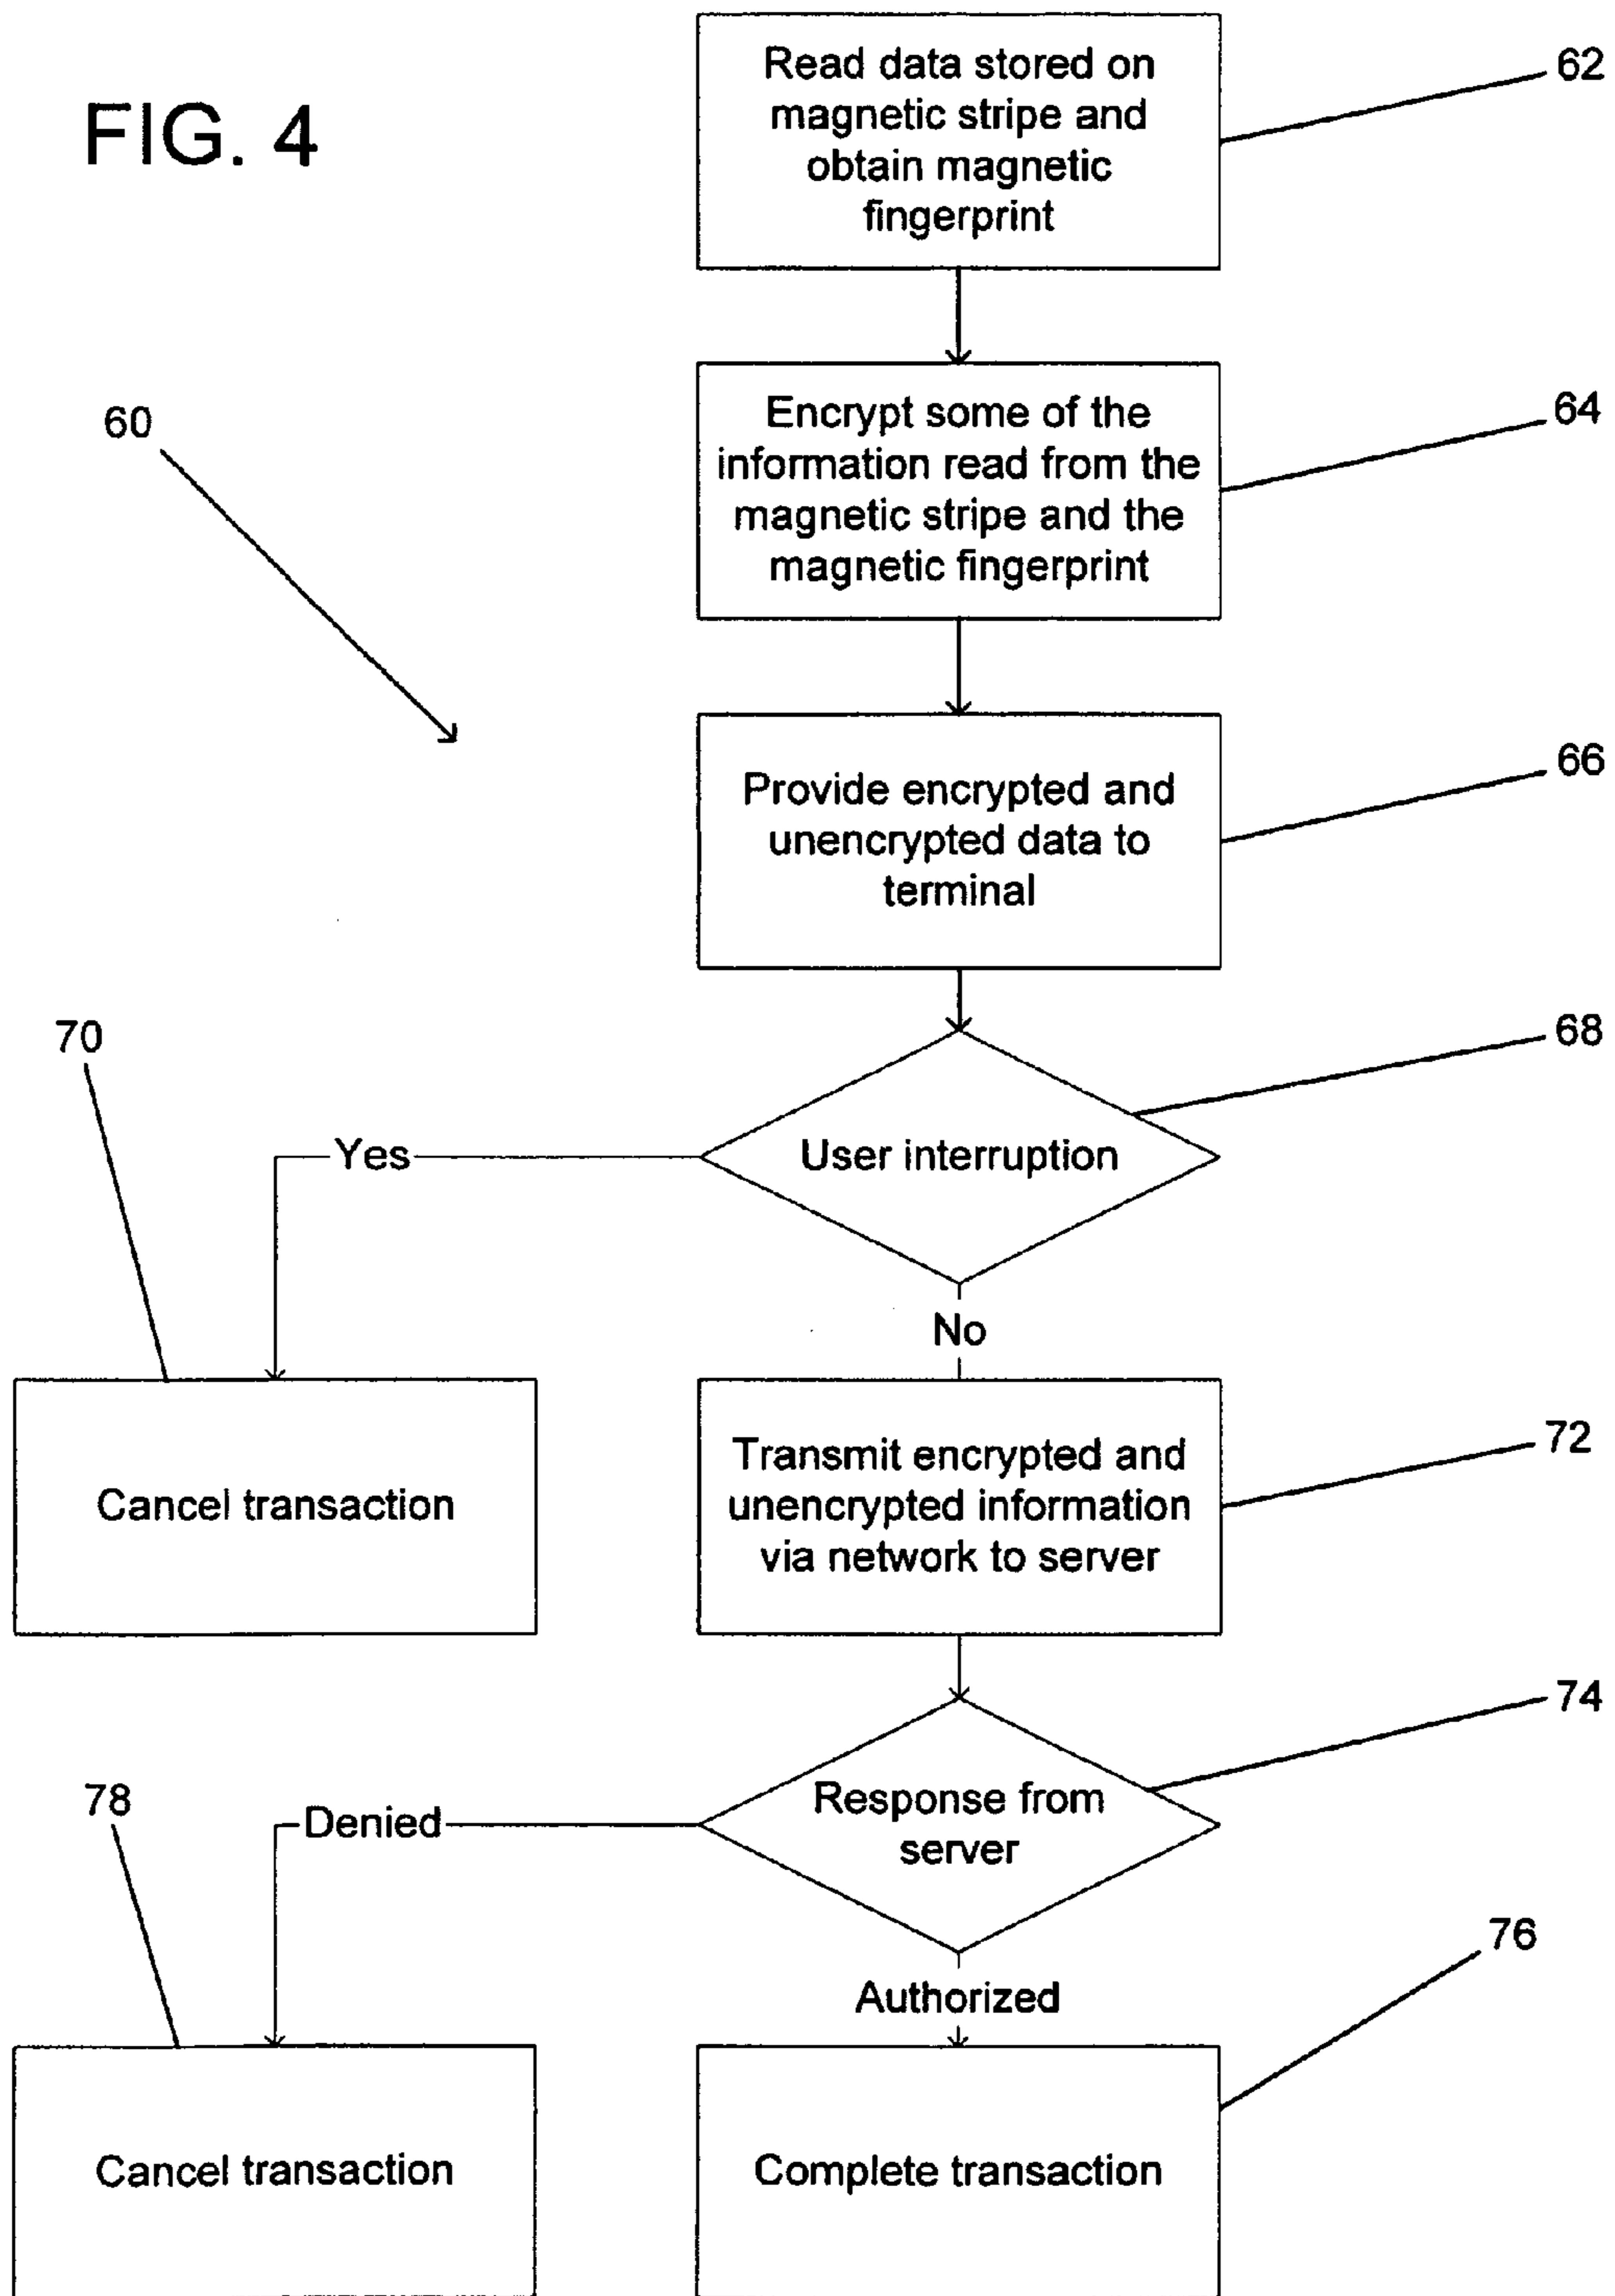 FIG. 4
Read data stored on
magnetic stripe and
obtain magnetic
fingerprint
62
Encrypt some of the
information read from the
magnetic stripe and the
magnetic fingerprint
64
60
Provide encrypted and
unencrypted data to
terminal
66
70
68
Yes
User interruption
No
Cancel transaction
Transmit encrypted and
unencrypted information
via network to server
72
74
78
Denied
Response from
server
76
Authorized
Cancel transaction
Complete transaction